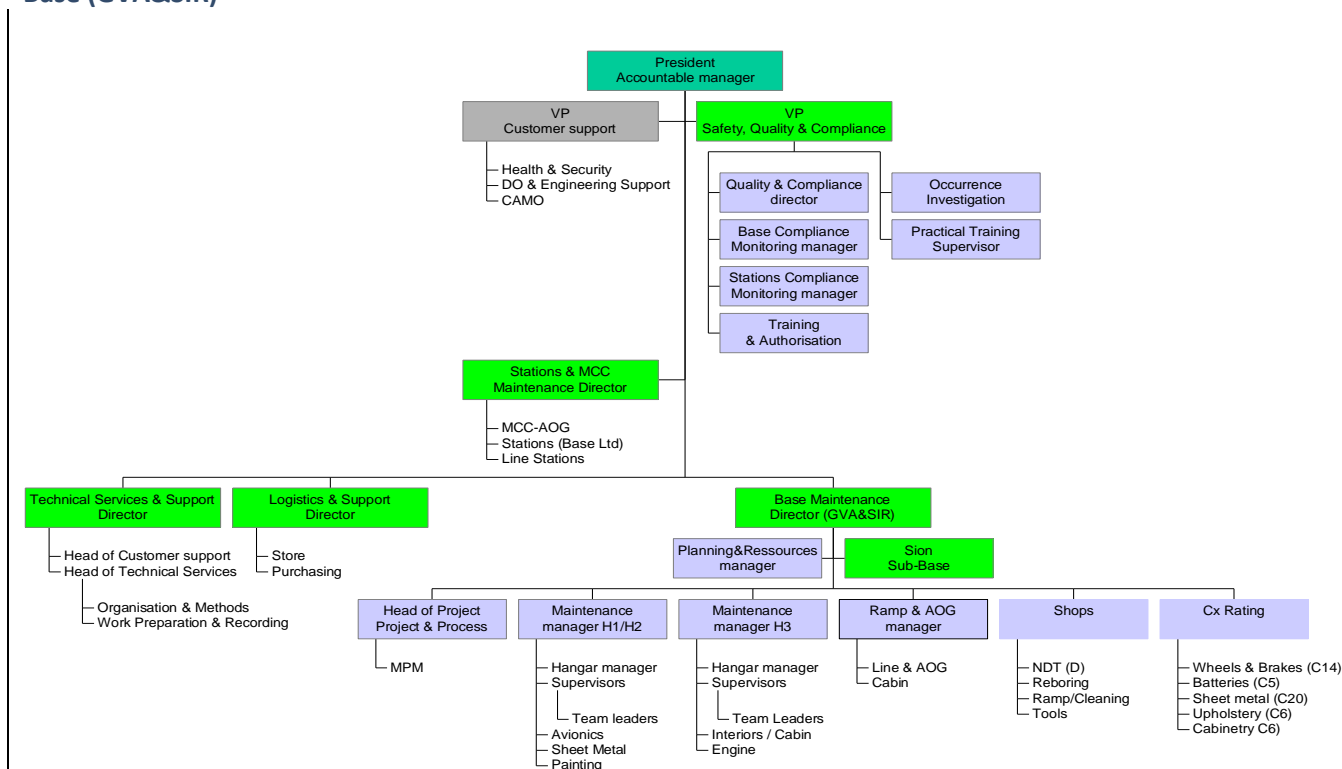 Base (GVA&SIR)
President
Accountable manager
VP
Customer support
VP
Safety, Quality & Compliance
Health & Security
DO & Engineering Support
CAMO
Quality & Compliance
director
Occurrence
Investigation
Base Compliance
Monitoring manager
Practical Training
Supervisor
Stations Compliance
Monitoring manager
Training
& Authorisation
Stations & MCC
Maintenance Director
MCC-AOG
Stations (Base Ltd)
Line Stations
Technical Services & Support
Director
Logistics & Support
Director
Base Maintenance
Director (GVA&SIR)
Head of Customer support
Head of Technical Services
Organisation & Methods
Work Preparation & Recording
Store
Purchasing
Planning&Ressources
manager
Sion
Sub-Base
Head of Project
Project & Process
MPM
Maintenance
manager H1/H2
Hangar manager
Supervisors
Team leaders
Avionics
Sheet Metal
Painting
Maintenance
manager H3
Hangar manager
Supervisors
Team Leaders
Interiors / Cabin
Engine
Ramp & AOG
manager
Line & AOG
Cabin
Shops
NDT (D)
Reboring
Ramp/Cleaning
Tools
Cx Rating
Wheels & Brakes (C14)
Batteries (C5)
Sheet metal (C20)
Upholstery (C6)
Cabinetry C6)